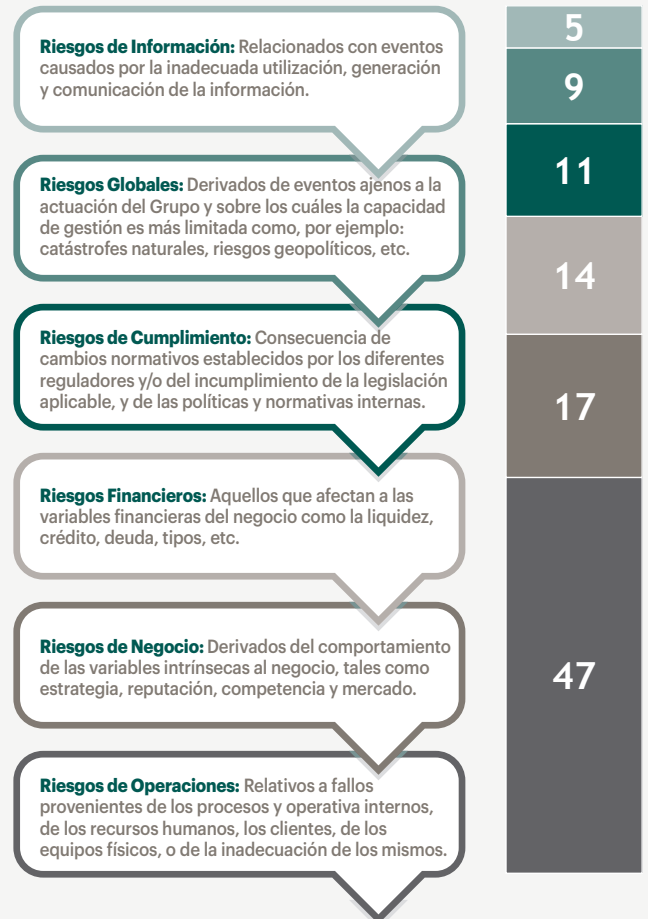 Riesgos de Información: Relacionados con eventos
causados por la inadecuada utilización, generación
y comunicación de la información.
Riesgos Globales: Derivados de eventos ajenos a la
actuación del Grupo y sobre los cuáles la capacidad
de gestión es más limitada como, por ejemplo:
catástrofes naturales, riesgos geopolíticos, etc.
Riesgos de Cumplimiento: Consecuencia de
cambios normativos establecidos por los diferentes
reguladores y/o del incumplimiento de la legislación
aplicable, y de las políticas y normativas internas.
Riesgos Financieros: Aquellos que afectan a las
variables financieras del negocio como la liquidez,
crédito, deuda, tipos, etc.
Riesgos de Negocio: Derivados del comportamiento
de las variables intrínsecas al negocio, tales como
estrategia, reputación, competencia y mercado.
Riesgos de Operaciones: Relativos a fallos
provenientes de los procesos y operativa internos,
de los recursos humanos, los clientes, de los
equipos físicos, o de la inadecuación de los mismos.
5
9
11
14
17
47